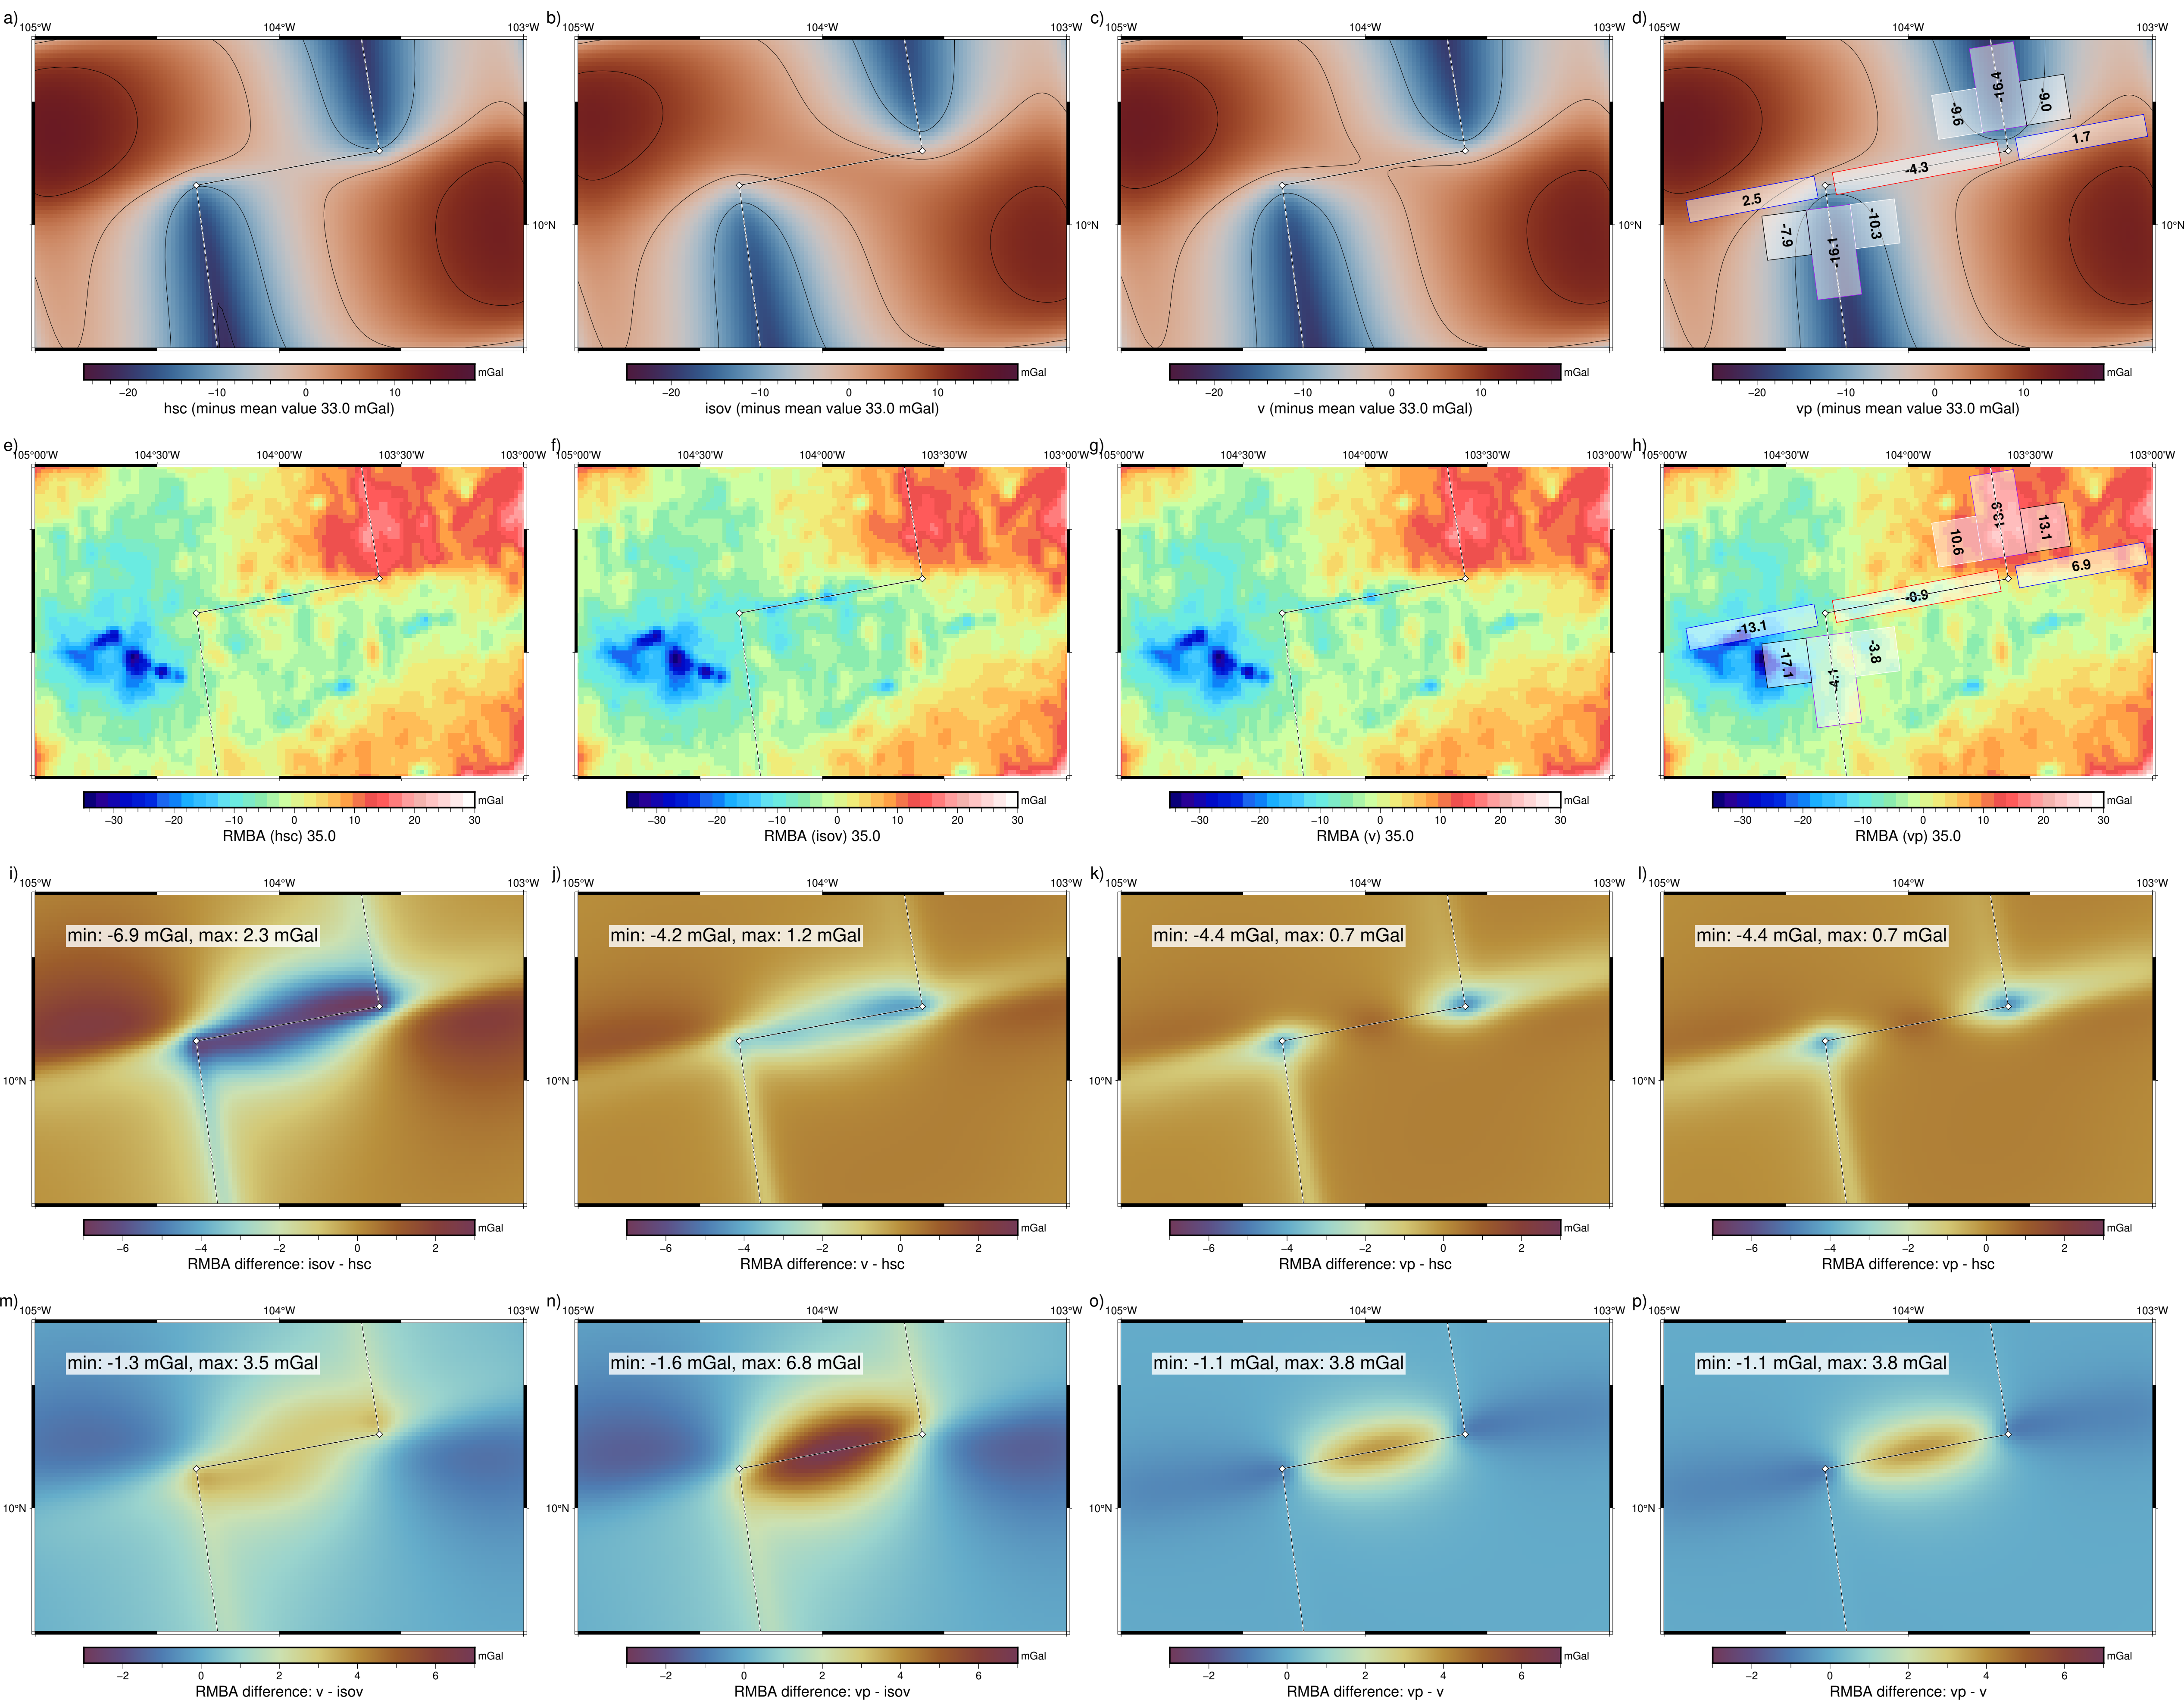 a) 105°W 104°W 103°W
b) 105°W 104°W 103°W
c) 105°W 104°W 103°W
d) 105°W 104°W 103°W
10°N
10°N
10°N
10°N
-16.4
-9.6
-9.0
1.7
-4.3
2.5
-7.9
-16.1
-10.3
−20 −10 0 10 mGal
hsc (minus mean value 33.0 mGal)
−20 −10 0 10 mGal
isov (minus mean value 33.0 mGal)
−20 −10 0 10 mGal
v (minus mean value 33.0 mGal)
−20 −10 0 10 mGal
vp (minus mean value 33.0 mGal)
e) 105°00'W 104°30'W 104°00'W 103°30'W 103°00'W
f) 105°00'W 104°30'W 104°00'W 103°30'W 103°00'W
g) 105°00'W 104°30'W 104°00'W 103°30'W 103°00'W
h) 105°00'W 104°30'W 104°00'W 103°30'W 103°00'W
10.6
13.1
6.9
-0.9
-13.1
-17.1
-4.1
-3.8
−30 −20 −10 0 10 20 30 mGal
RMBA (hsc) 35.0
−30 −20 −10 0 10 20 30 mGal
RMBA (isov) 35.0
−30 −20 −10 0 10 20 30 mGal
RMBA (v) 35.0
−30 −20 −10 0 10 20 30 mGal
RMBA (vp) 35.0
i) 105°W 104°W
j) 105°W 104°W 103°W
k) 105°W 104°W 103°W
l) 105°W 104°W 103°W
min: -6.9 mGal, max: 2.3 mGal
min: -4.2 mGal, max: 1.2 mGal
min: -4.4 mGal, max: 0.7 mGal
min: -4.4 mGal, max: 0.7 mGal
10°N
10°N
10°N
10°N
−6 −4 −2 0 2 mGal
RMBA difference: isov - hsc
−6 −4 −2 0 2 mGal
RMBA difference: v - hsc
−6 −4 −2 0 2 mGal
RMBA difference: vp - hsc
−6 −4 −2 0 2 mGal
RMBA difference: vp - hsc
m) 105°W 104°W 103°W
n) 105°W 104°W 103°W
o) 105°W 104°W 103°W
p) 105°W 104°W 103°W
min: -1.3 mGal, max: 3.5 mGal
min: -1.6 mGal, max: 6.8 mGal
min: -1.1 mGal, max: 3.8 mGal
min: -1.1 mGal, max: 3.8 mGal
10°N
10°N
10°N
10°N
−2 0 2 4 6 mGal
RMBA difference: v - isov
−2 0 2 4 6 mGal
RMBA difference: vp - isov
−2 0 2 4 6 mGal
RMBA difference: vp - v
−2 0 2 4 6 mGal
RMBA difference: vp - v